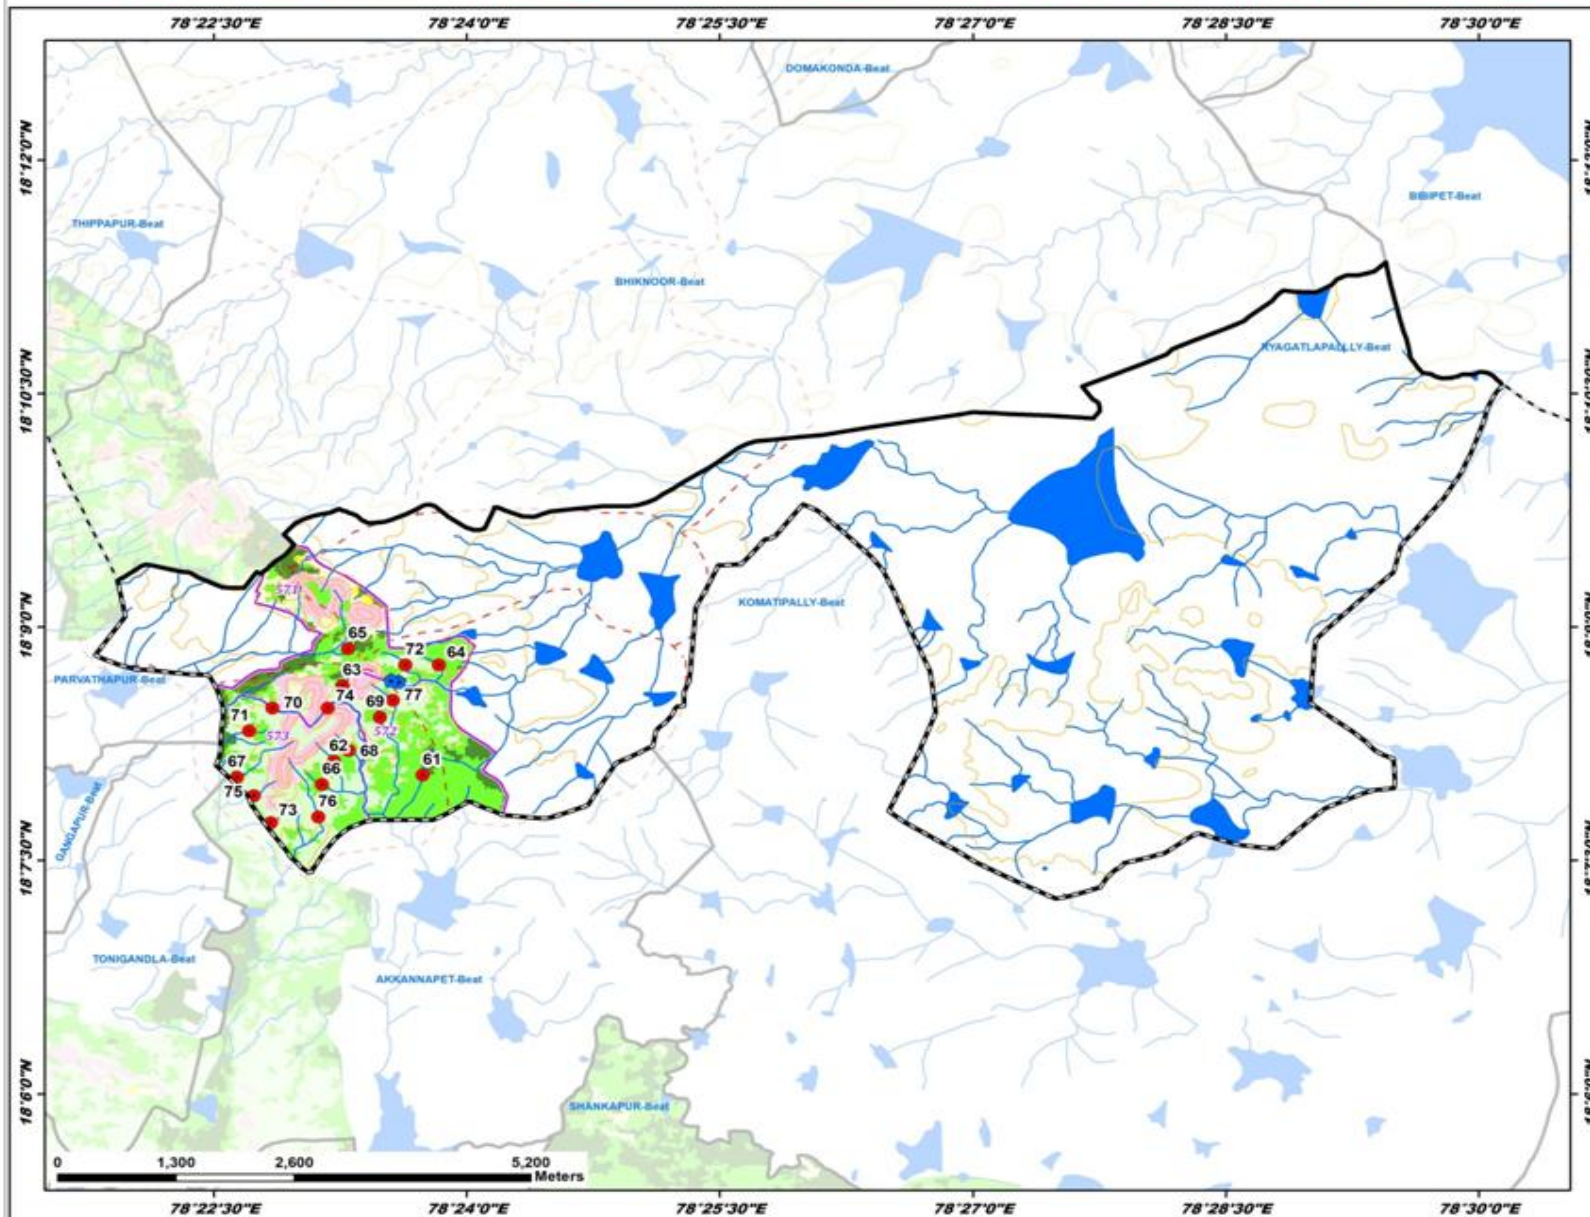 78°22'30"E 78°24'0"E 78°25'30"E 78°27'0"E 78°28'30"E 78°30'0"E
DOMAKONDA-Beat
18°12'0"N
BIBIPET-Beat
THIPPAPUR-Beat
BHIKNOOR-Beat
RYAGATLAPALLLY-Beat
18°10'30"N
571
KOMATIPALLY-Beat
18°9'0"N
65
72 64
63
PARVATHAPUR-Beat
74 69 77
70
71 573 572
62 68
67 66 61
75
73 76
GANGAPUR-Beat
18°7'30"N
TONIGANDLA-Beat
AKKANNAPET-Beat
18°6'0"N
SHANKAPUR-Beat
0 1,300 2,600 5,200
Meters
78°22'30"E 78°24'0"E 78°25'30"E 78°27'0"E 78°28'30"E 78°30'0"E